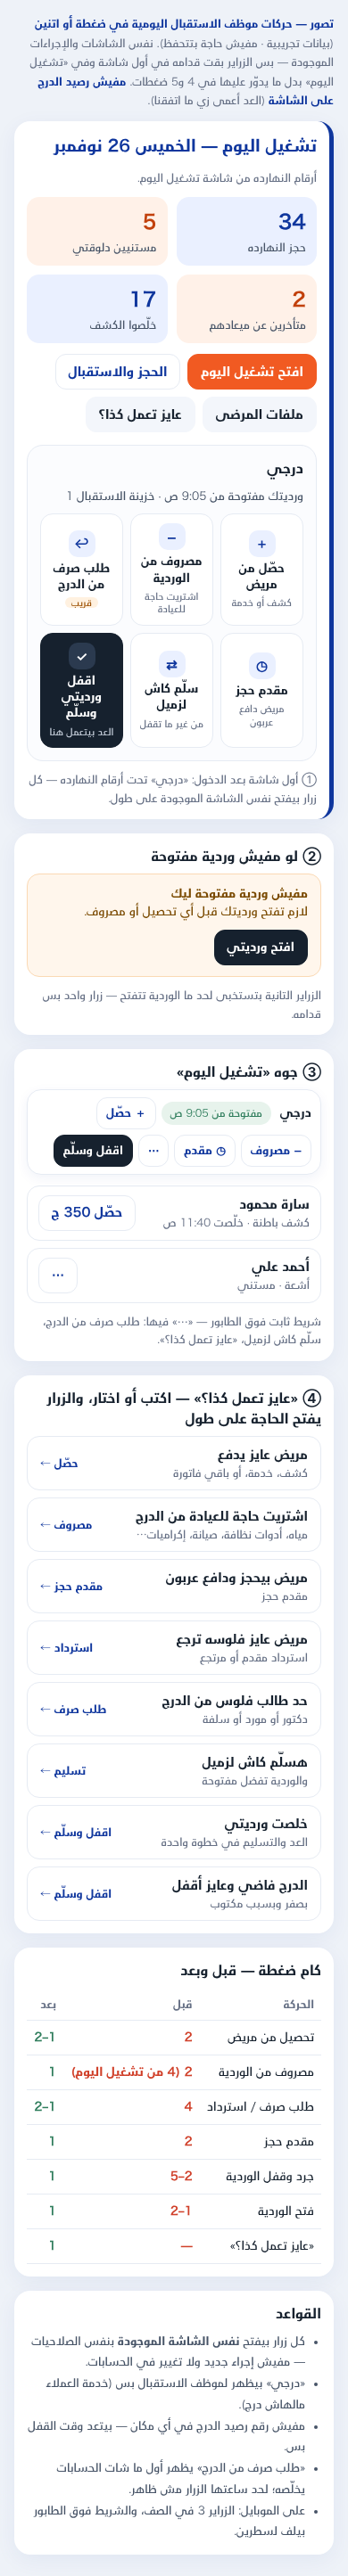 تصور — حركات موظف الاستقبال اليومية في ضغطة أو اتنين
(بيانات تجريبية · مفيش حاجة بتتحفظ). نفس الشاشات والإجراءات
الموجودة — بس الزراير بقت قدامه في أول شاشة وفي «تشغيل
اليوم» بدل ما يدوّر عليها في 4 و5 ضغطات. مفيش رصيد الدرج
على الشاشة (العد أعمى زي ما اتفقنا).
تشغيل اليوم — الخميس 26 نوفمبر
أرقام النهارده من شاشة تشغيل اليوم.
34
حجز النهارده
5
مستنيين دلوقتي
2
متأخرين عن ميعادهم
17
خلّصوا الكشف
افتح تشغيل اليوم
الحجز والاستقبال
ملفات المرضى
عايز تعمل كذا؟
درجي
ورديتك مفتوحة من 9:05 ص · خزينة الاستقبال 1
+
حصّل من
مريض
كشف أو خدمة
−
مصروف من
الوردية
اشتريت حاجة
للعيادة
↩
طلب صرف
من الدرج
قريب
◷
مقدم حجز
مريض دافع
عربون
⇄
سلّم كاش
لزميل
من غير ما تقفل
✓
اقفل
ورديتي
وسلّم
العد بيتعمل هنا
① أول شاشة بعد الدخول: «درجي» تحت أرقام النهارده — كل
زرار بيفتح نفس الشاشة الموجودة على طول.
② لو مفيش وردية مفتوحة
مفيش وردية مفتوحة ليك
لازم تفتح ورديتك قبل أي تحصيل أو مصروف.
افتح ورديتي
الزراير التانية بتستخبى لحد ما الوردية تتفتح — زرار واحد بس
قدامه.
③ جوه «تشغيل اليوم»
درجي
مفتوحة من 9:05 ص
+ حصّل
− مصروف
◷ مقدم
⋯
اقفل وسلّم
سارة محمود
كشف باطنة · خلّصت 11:40 ص
حصّل 350 ج
أحمد علي
أشعة · مستني
⋯
شريط ثابت فوق الطابور — «⋯» فيها: طلب صرف من الدرج،
سلّم كاش لزميل، «عايز تعمل كذا؟».
④ «عايز تعمل كذا؟» — اكتب أو اختار، والزرار
يفتح الحاجة على طول
مريض عايز يدفع
كشف، خدمة، أو باقي فاتورة
حصّل ←
اشتريت حاجة للعيادة من الدرج
مياه، أدوات نظافة، صيانة، إكراميات…
مصروف ←
مريض بيحجز ودافع عربون
مقدم حجز
مقدم حجز ←
مريض عايز فلوسه ترجع
استرداد مقدم أو مرتجع
استرداد ←
حد طالب فلوس من الدرج
دكتور أو مورد أو سلفة
طلب صرف ←
هسلّم كاش لزميل
والوردية تفضل مفتوحة
تسليم ←
خلصت ورديتي
العد والتسليم في خطوة واحدة
اقفل وسلّم ←
الدرج فاضي وعايز أقفل
بصفر وبسبب مكتوب
اقفل وسلّم ←
كام ضغطة — قبل وبعد
الحركة قبل بعد
تحصيل من مريض 2 1–2
مصروف من الوردية 2 (4 من تشغيل اليوم) 1
طلب صرف / استرداد 4 1–2
مقدم حجز 2 1
جرد وقفل الوردية 2–5 1
فتح الوردية 1–2 1
«عايز تعمل كذا؟» — 1
القواعد
• كل زرار بيفتح نفس الشاشة الموجودة بنفس الصلاحيات
— مفيش إجراء جديد ولا تغيير في الحسابات.
• «درجي» بيظهر لموظف الاستقبال بس (خدمة العملاء
مالهاش درج).
• مفيش رقم رصيد الدرج في أي مكان — بيتعد وقت القفل
بس.
• «طلب صرف من الدرج» يظهر أول ما شات الحسابات
يخلّصه؛ لحد ساعتها الزرار مش ظاهر.
• على الموبايل: الزراير 3 في الصف، والشريط فوق الطابور
بيلف لسطرين.